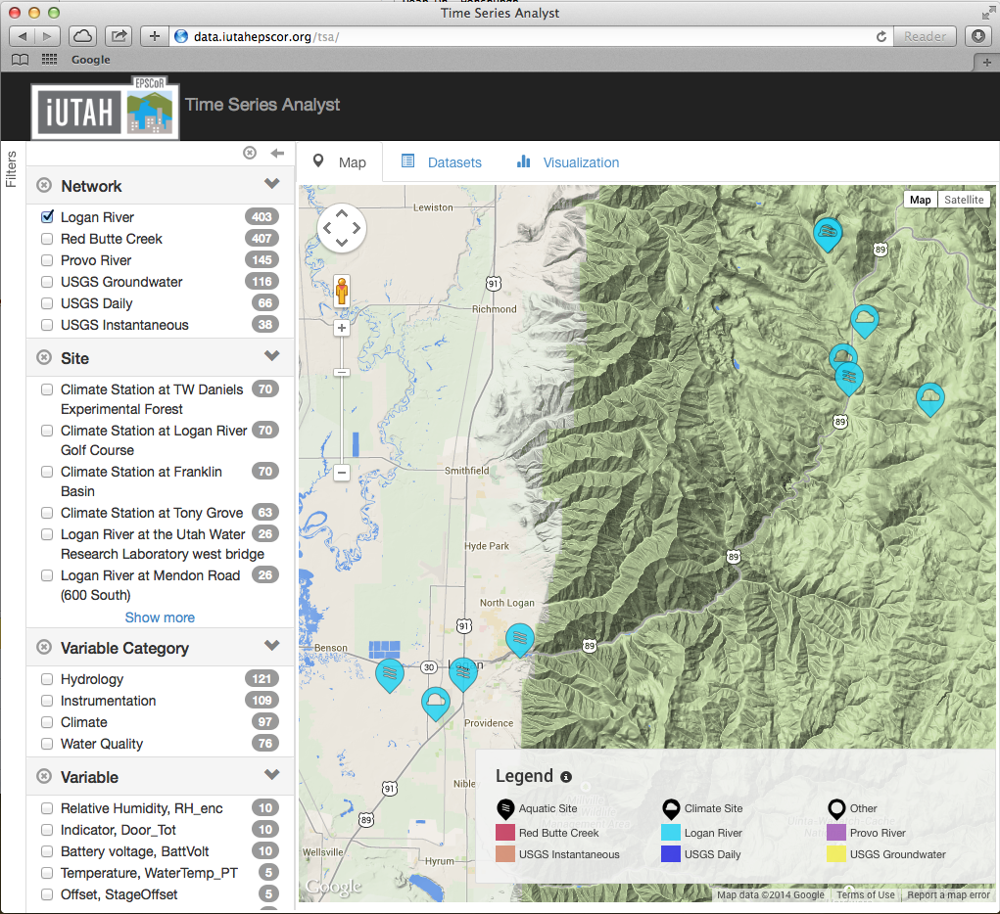 Time Series Analyst
data.iutahepscor.org/tsa/
Reader
Google
EPSCoR
iUTAH
Time Series Analyst
Filters
Map
Datasets
Visualization
Network
Logan River 403
Red Butte Creek 407
Provo River 145
USGS Groundwater 116
USGS Daily 66
USGS Instantaneous 38
Site
Climate Station at TW Daniels 70
Experimental Forest
Climate Station at Logan River 70
Golf Course
Climate Station at Franklin 70
Basin
Climate Station at Tony Grove 63
Logan River at the Utah Water 26
Research Laboratory west bridge
Logan River at Mendon Road 26
(600 South)
Show more
Variable Category
Hydrology 121
Instrumentation 109
Climate 97
Water Quality 76
Variable
Relative Humidity, RH_enc 10
Indicator, Door_Tot 10
Battery voltage, BattVolt 10
Temperature, WaterTemp_PT 5
Offset, StageOffset 5
Map Satellite
Lewiston
89
91
Richmond
89
Smithfield
Hyde Park
89
North Logan
91
Benson
89
30
Providence
91
89
Wellsville
Hyrum
Legend
Aquatic Site
Climate Site
Other
Red Butte Creek
Logan River
Provo River
USGS Instantaneous
USGS Daily
USGS Groundwater
Google
Map data ©2014 Google
Terms of Use
Report a map error